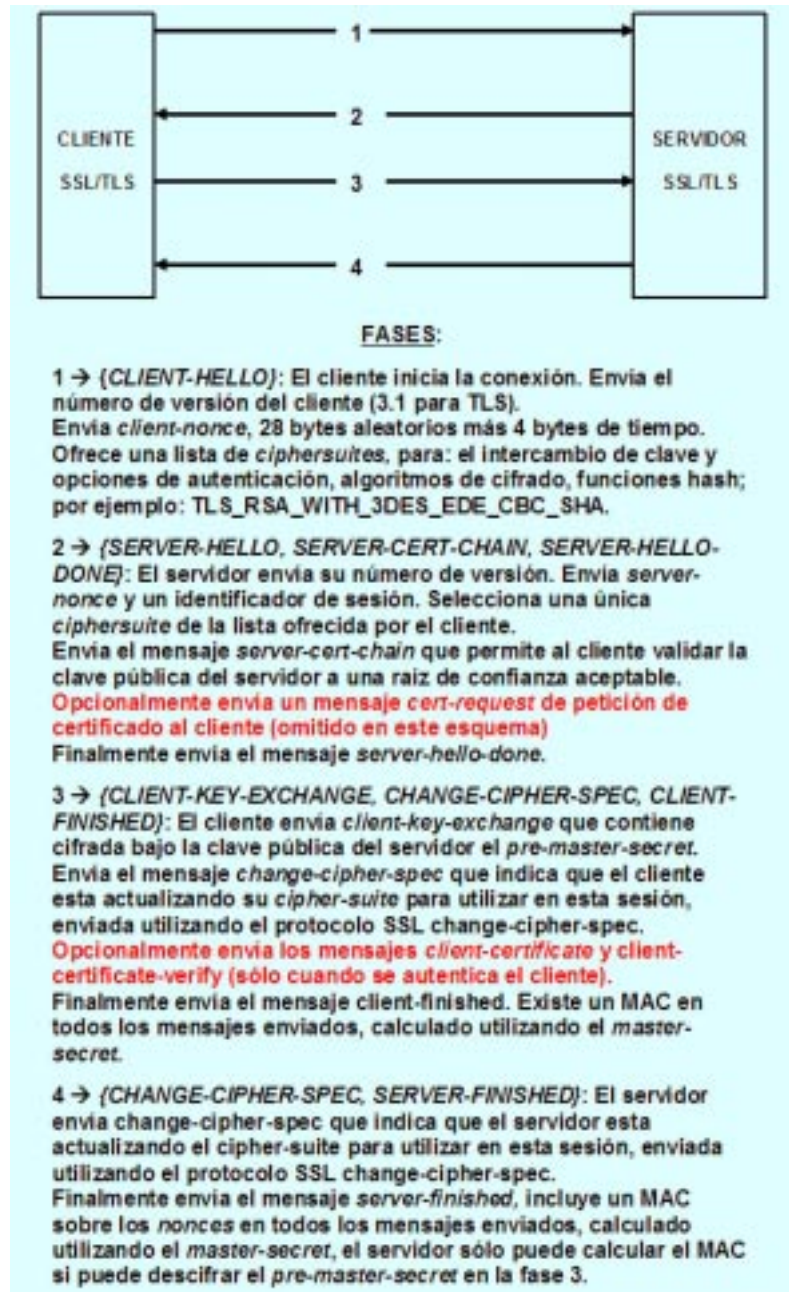 1
2
CLIENTE
SERVIDOR
SSL/TLS
3
SSL/TLS
4
FASES:
1 → {CLIENT-HELLO}: El cliente inicia la conexión. Envia el
número de versión del cliente (3.1 para TLS).
Envia client-nonce, 28 bytes aleatorios más 4 bytes de tiempo.
Ofrece una lista de ciphersuites, para: el intercambio de clave y
opciones de autenticación, algoritmos de cifrado, funciones hash;
por ejemplo: TLS_RSA_WITH_3DES_EDE_CBC_SHA.
2 → {SERVER-HELLO, SERVER-CERT-CHAIN, SERVER-HELLO-
DONE}: El servidor envia su número de versión. Envia server-
nonce y un identificador de sesión. Selecciona una única
ciphersuite de la lista ofrecida por el cliente.
Envia el mensaje server-cert-chain que permite al cliente validar la
clave pública del servidor a una raiz de confianza aceptable.
Opcionalmente envia un mensaje cert-request de petición de
certificado al cliente (omitido en este esquema)
Finalmente envia el mensaje server-hello-done.
3 → {CLIENT-KEY-EXCHANGE, CHANGE-CIPHER-SPEC, CLIENT-
FINISHED}: El cliente envia client-key-exchange que contiene
cifrada bajo la clave pública del servidor el pre-master-secret.
Envia el mensaje change-cipher-spec que indica que el cliente
esta actualizando su cipher-suite para utilizar en esta sesión,
enviada utilizando el protocolo SSL change-cipher-spec.
Opcionalmente envia los mensajes client-certificate y client-
certificate-verify (sólo cuando se autentica el cliente).
Finalmente envia el mensaje client-finished. Existe un MAC en
todos los mensajes enviados, calculado utilizando el master-
secret.
4 → {CHANGE-CIPHER-SPEC, SERVER-FINISHED}: El servidor
envia change-cipher-spec que indica que el servidor esta
actualizando el cipher-suite para utilizar en esta sesión, enviada
utilizando el protocolo SSL change-cipher-spec.
Finalmente envia el mensaje server-finished, incluye un MAC
sobre los nonces en todos los mensajes enviados, calculado
utilizando el master-secret, el servidor sólo puede calcular el MAC
si puede descifrar el pre-master-secret en la fase 3.